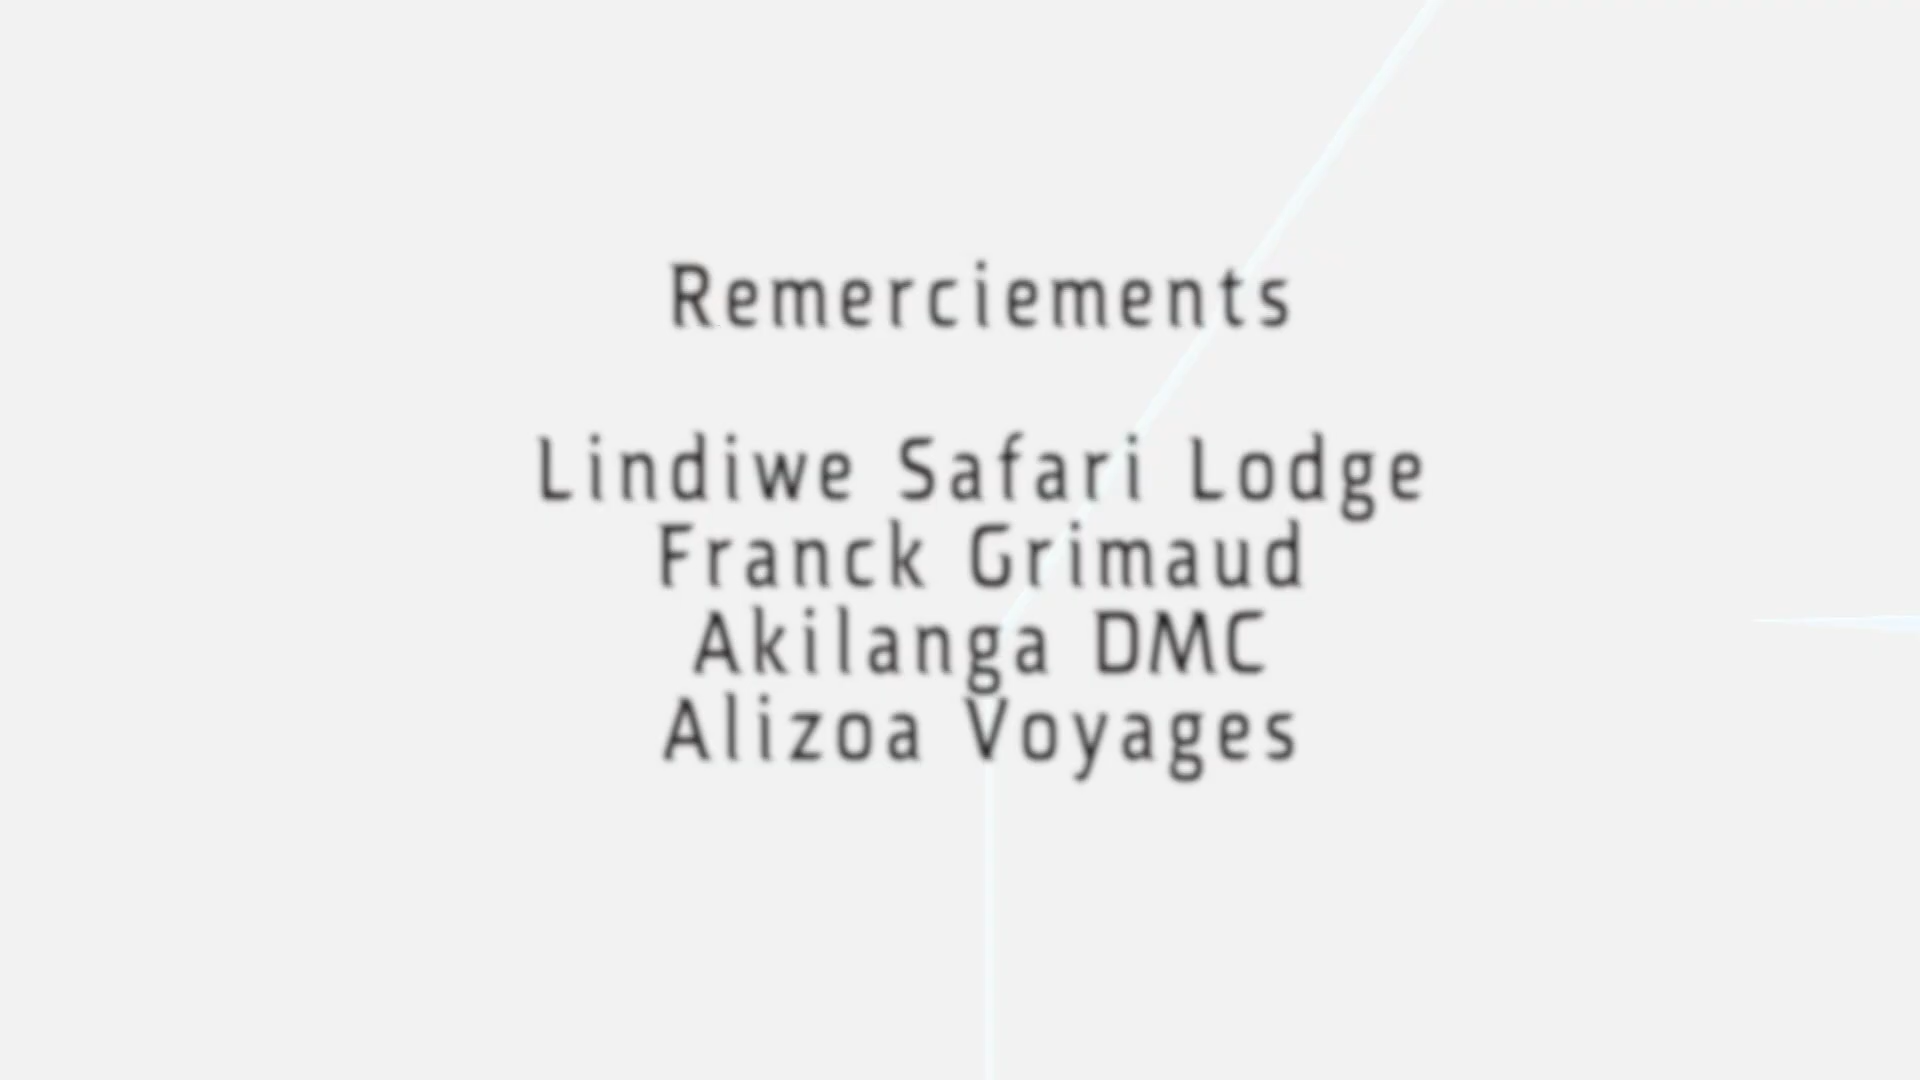 Remerciements
Lindiwe Safari Lodge
Franck Grimaud
Akilanga DMC
Alizoa Voyages